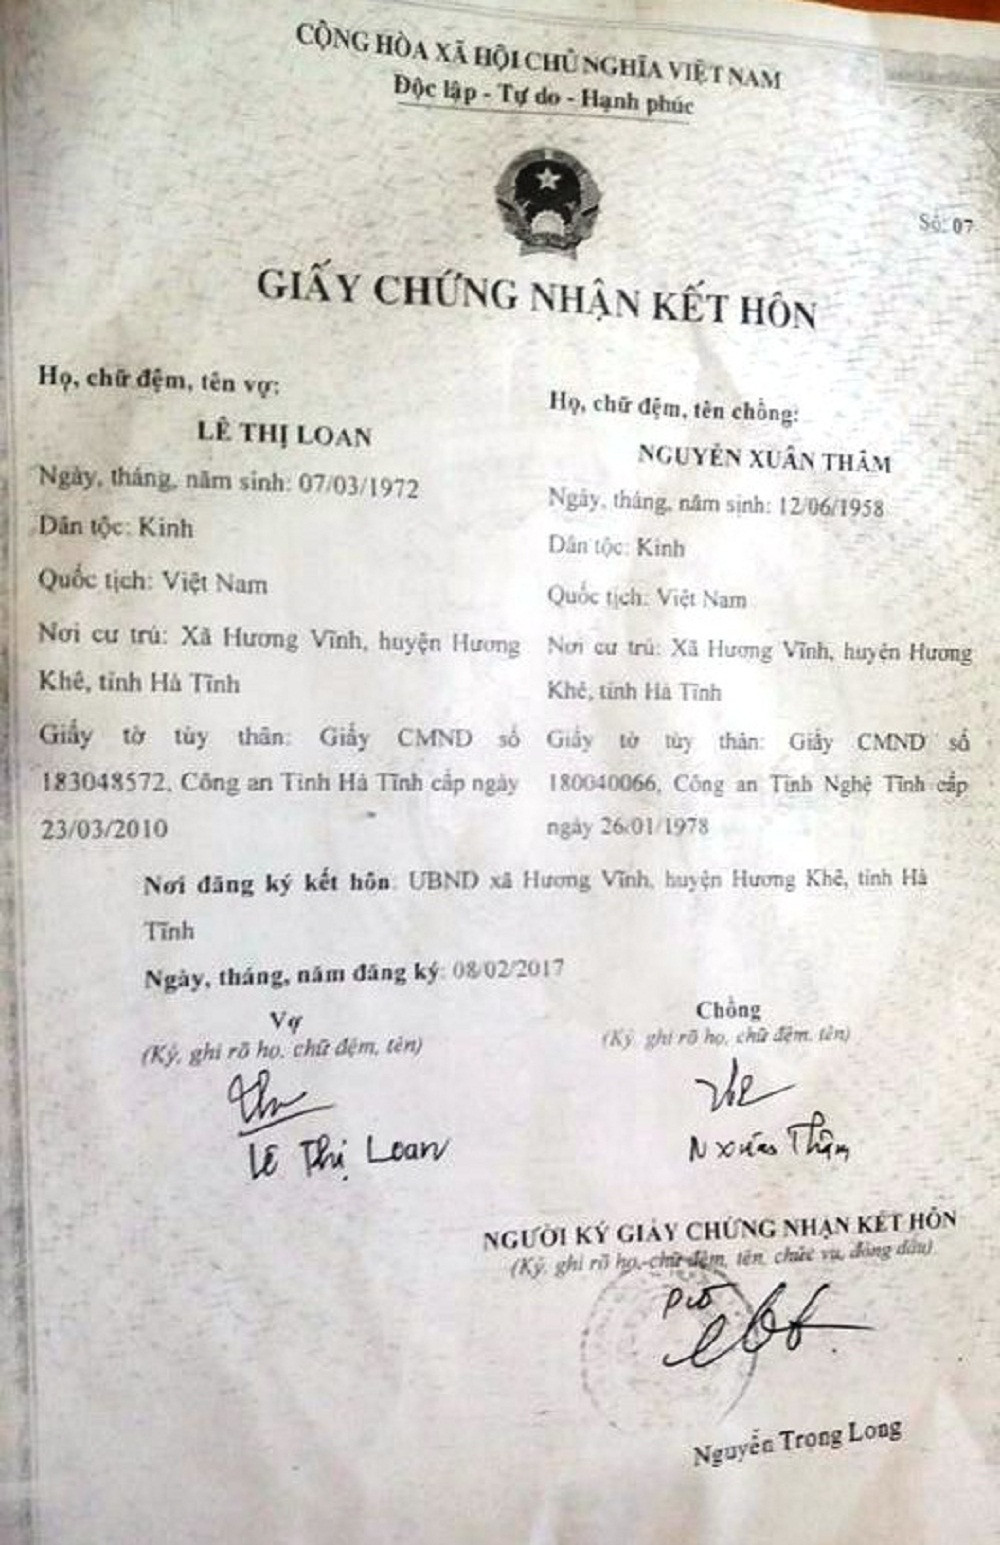 CỘNG HÒA XÃ HỘI CHỦ NGHĨA VIỆT NAM
Độc lập - Tự do - Hạnh phúc
Số: 07
GIẤY CHỨNG NHẬN KẾT HÔN
Họ, chữ đệm, tên vợ:
LÊ THỊ LOAN
Ngày, tháng, năm sinh: 07/03/1972
Dân tộc: Kinh
Quốc tịch: Việt Nam
Nơi cư trú: Xã Hương Vĩnh, huyện Hương
Khê, tỉnh Hà Tĩnh
Giấy tờ tùy thân: Giấy CMND số
183048572, Công an Tỉnh Hà Tĩnh cấp ngày
23/03/2010
Họ, chữ đệm, tên chồng:
NGUYỄN XUÂN THÂM
Ngày, tháng, năm sinh: 12/06/1958
Dân tộc: Kinh
Quốc tịch: Việt Nam
Nơi cư trú: Xã Hương Vĩnh, huyện Hương
Khê, tỉnh Hà Tĩnh
Giấy tờ tùy thân: Giấy CMND số
180040066, Công an Tỉnh Nghệ Tĩnh cấp
ngày 26/01/1978
Nơi đăng ký kết hôn: UBND xã Hương Vĩnh, huyện Hương Khê, tỉnh Hà
Tĩnh
Ngày, tháng, năm đăng ký: 08/02/2017
Vợ
(Ký, ghi rõ họ, chữ đệm, tên)
Lê Thị Loan
Chồng
(Ký, ghi rõ họ, chữ đệm, tên)
N Xuân Thâm
NGƯỜI KÝ GIẤY CHỨNG NHẬN KẾT HÔN
(Ký, ghi rõ họ, chữ đệm, tên, chức vụ, đóng dấu)
Nguyễn Trọng Long